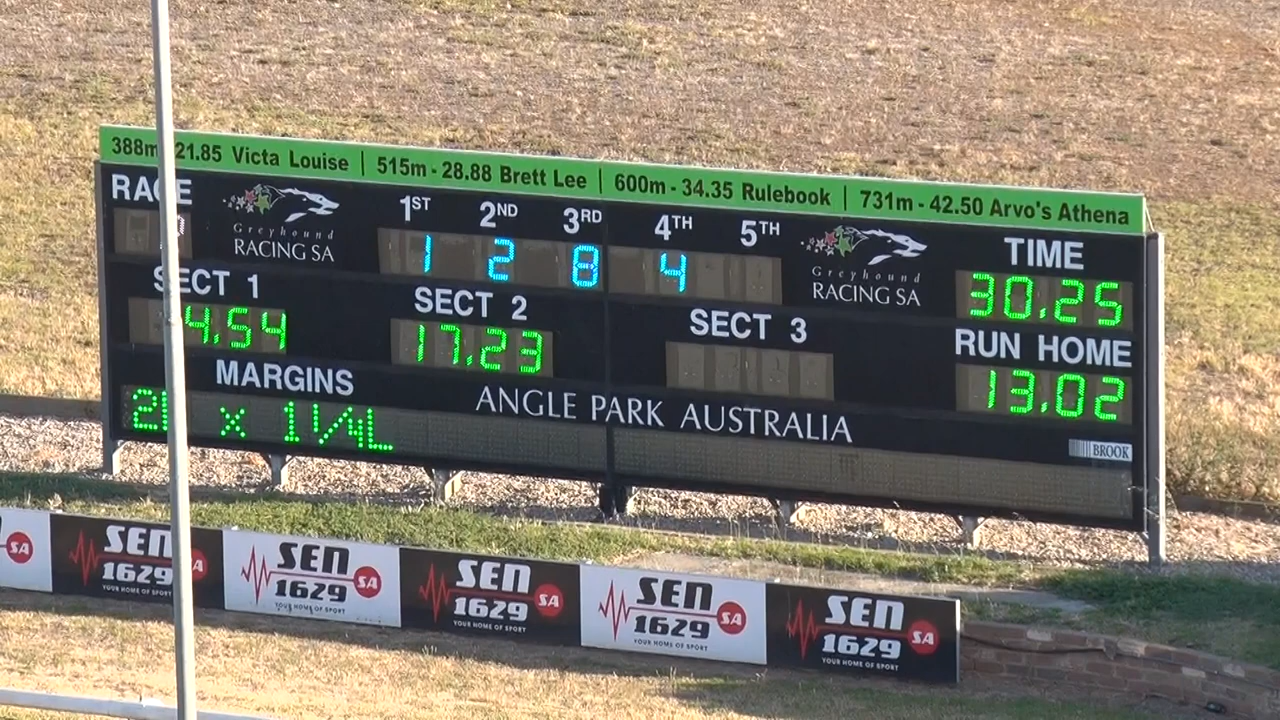 388m 21.85 Victa Louise | 515m - 28.88 Brett Lee | 600m - 34.35 Rulebook | 731m - 42.50 Arvo's Athena
RACE
Greyhound
RACING SA
1ST 2ND 3RD 4TH 5TH
1 2 8 4
Greyhound
RACING SA
TIME
30.25
SECT 1
4.54
SECT 2
17.23
SECT 3
RUN HOME
13.02
MARGINS
x 1 1/4L
ANGLE PARK AUSTRALIA
BROOK
SA
SEN
1629
SA
YOUR HOME OF SPORT
SEN
1629
SA
YOUR HOME OF SPORT
SEN
1629
SA
YOUR HOME OF SPORT
SEN
1629
SA
YOUR HOME OF SPORT
SEN
1629
SA
YOUR HOME OF SPORT